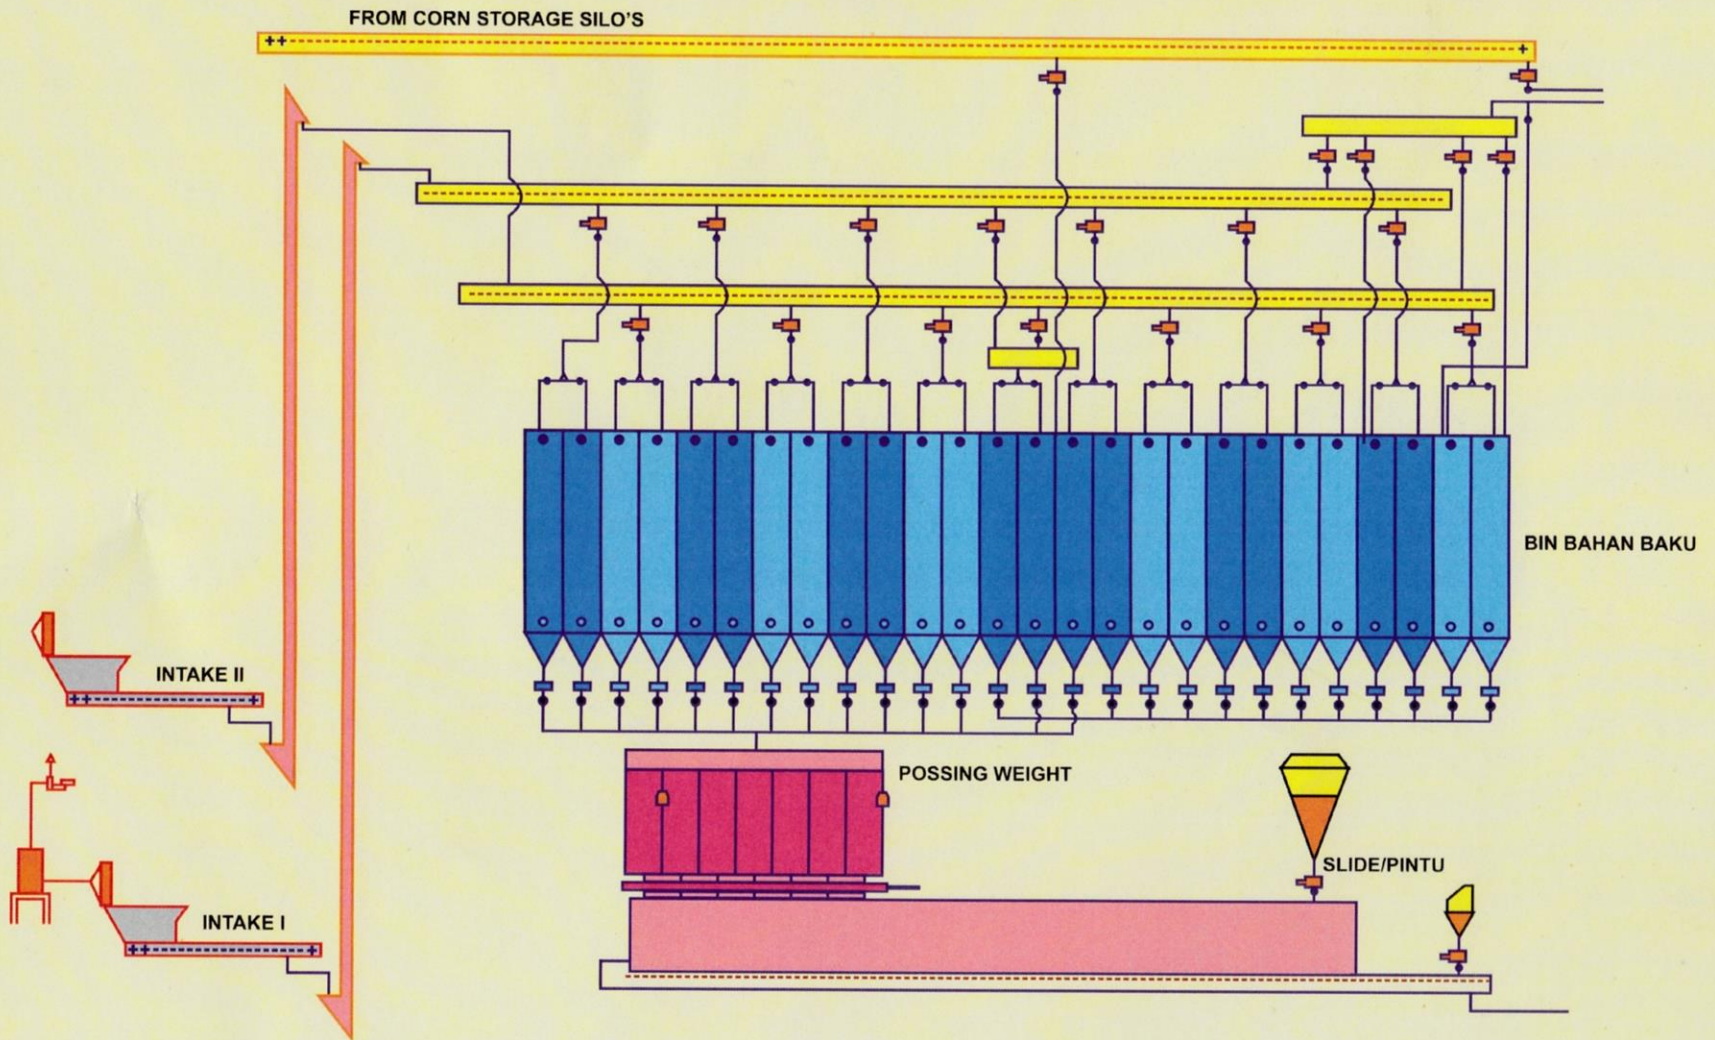 FROM CORN STORAGE SILO'S
BIN BAHAN BAKU
INTAKE II
POSSING WEIGHT
SLIDE/PINTU
INTAKE I